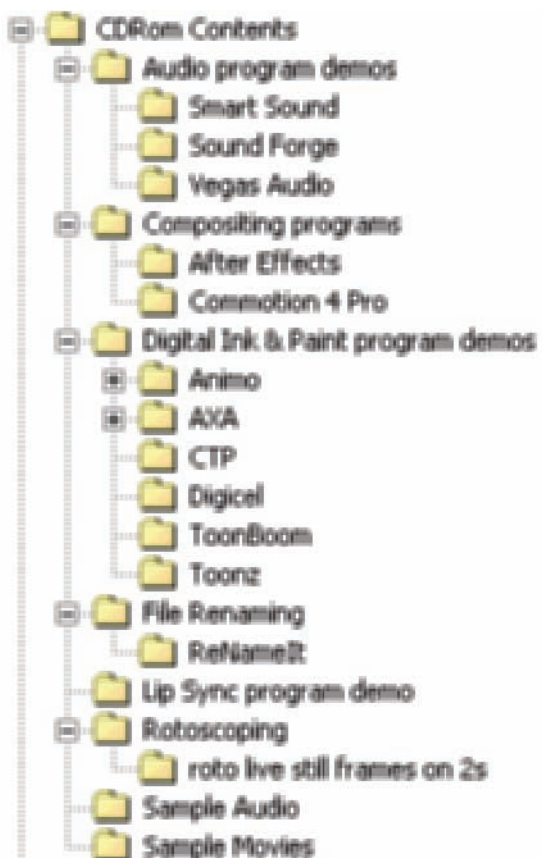 CDRom Contents
Audio program demos
Smart Sound
Sound Forge
Vegas Audio
Compositing programs
After Effects
Commotion 4 Pro
Digital Ink & Paint program demos
Animo
AXA
CTP
Digicel
ToonBoom
Toonz
File Renaming
ReNameIt
Lip Sync program demo
Rotoscoping
roto live still frames on 2s
Sample Audio
Sample Movies